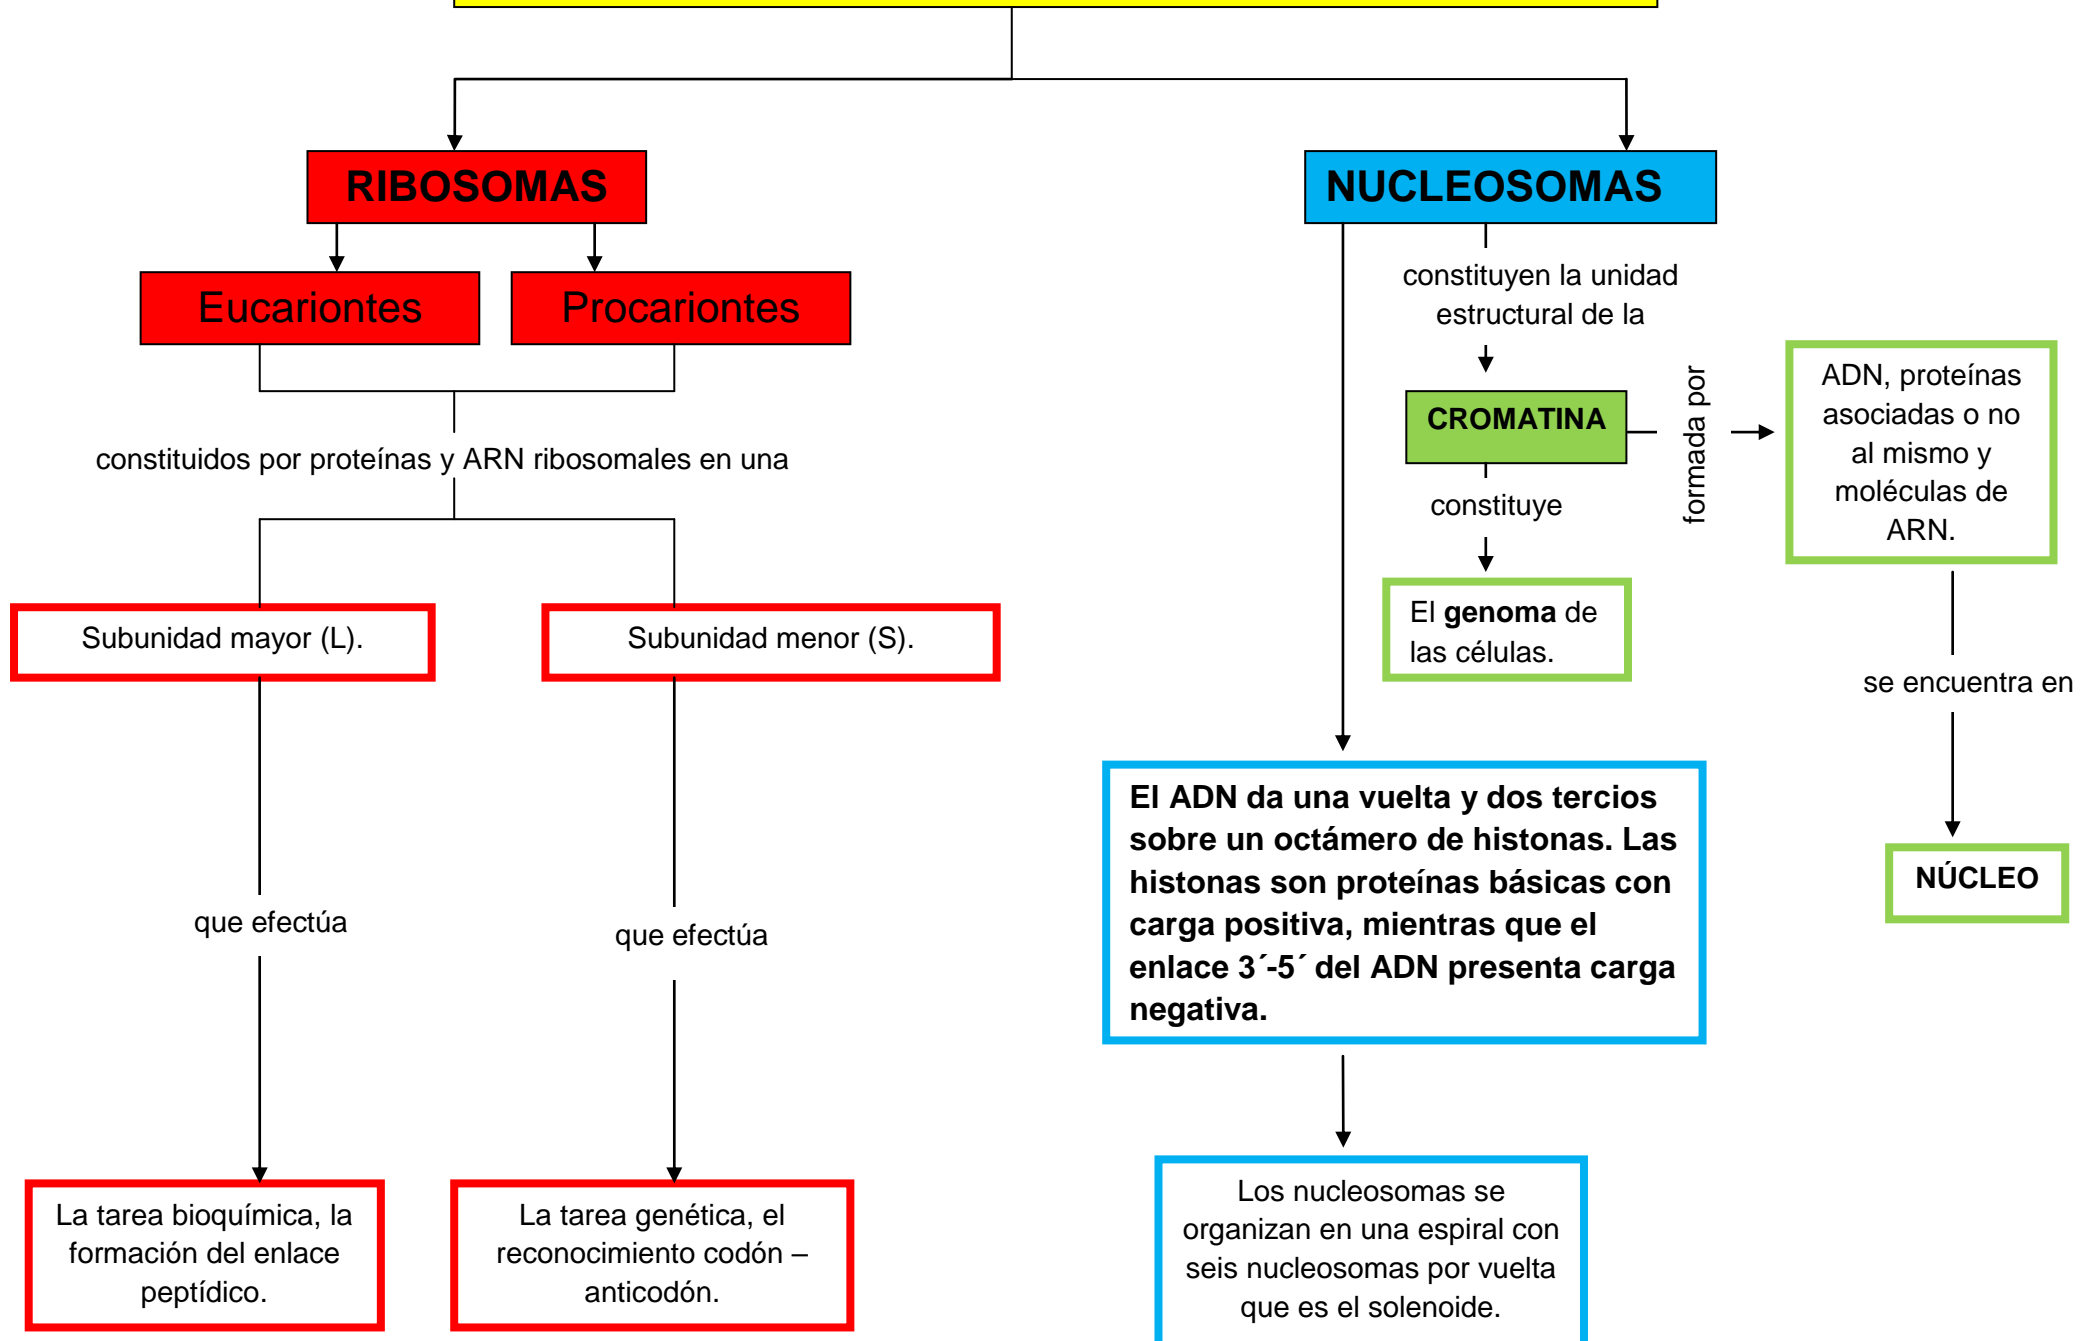 RIBOSOMAS
Eucariontes
Procariontes
constituidos por proteínas y ARN ribosomales en una
Subunidad mayor (L).
Subunidad menor (S).
que efectúa
que efectúa
La tarea bioquímica, la
formación del enlace
peptídico.
La tarea genética, el
reconocimiento codón –
anticodón.
NUCLEOSOMAS
constituyen la unidad
estructural de la
CROMATINA
formada por
ADN, proteínas
asociadas o no
al mismo y
moléculas de
ARN.
constituye
El genoma de
las células.
se encuentra en
NÚCLEO
El ADN da una vuelta y dos tercios
sobre un octámero de histonas. Las
histonas son proteínas básicas con
carga positiva, mientras que el
enlace 3´-5´ del ADN presenta carga
negativa.
Los nucleosomas se
organizan en una espiral con
seis nucleosomas por vuelta
que es el solenoide.